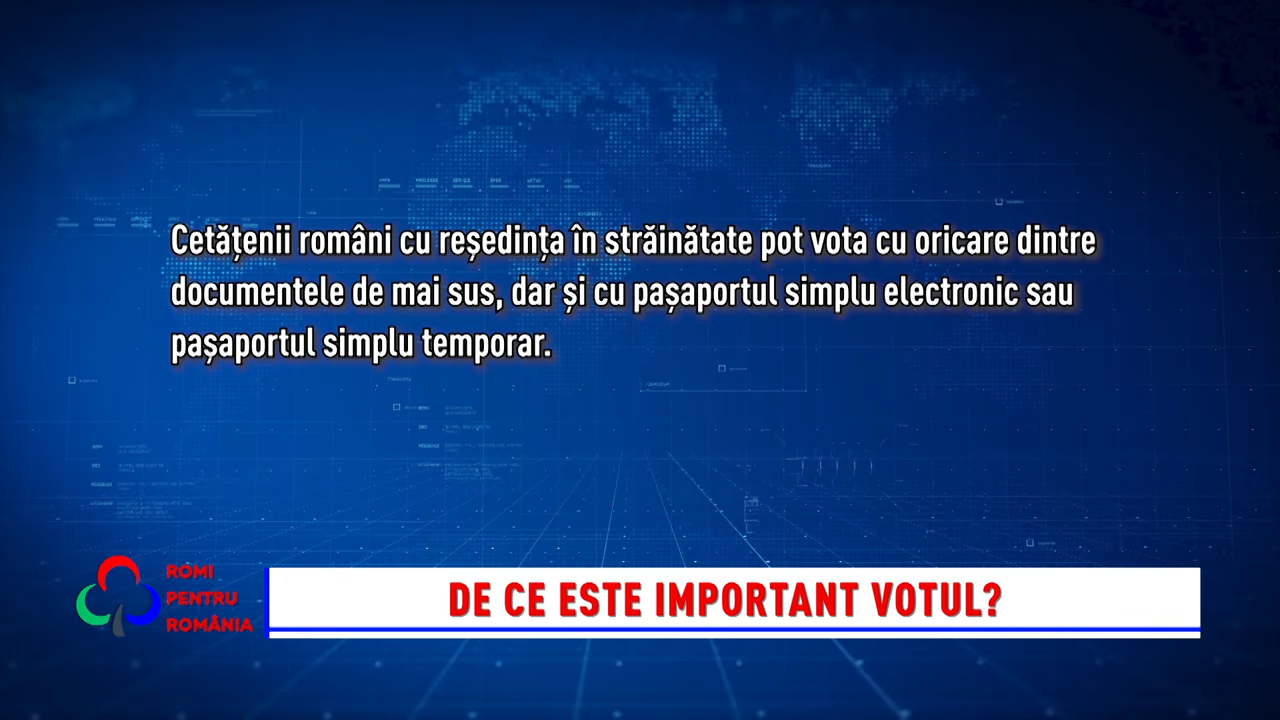 Cetățenii români cu reședința în străinătate pot vota cu oricare dintre
documentele de mai sus, dar și cu pașaportul simplu electronic sau
pașaportul simplu temporar.
ROMI
PENTRU
ROMÂNIA
DE CE ESTE IMPORTANT VOTUL?